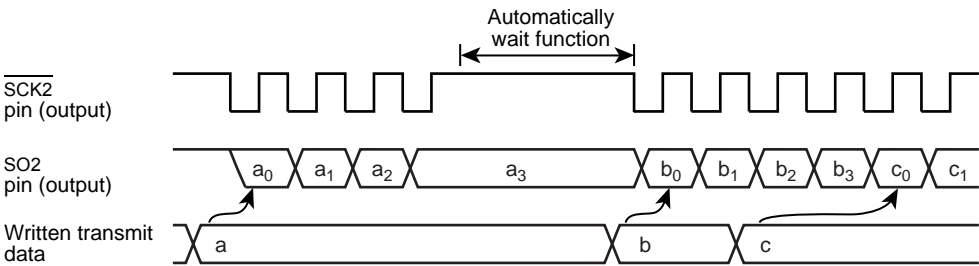 Automatically
wait function
SCK2
pin (output)
SO2
pin (output)
a0 a1 a2 a3 b0 b1 b2 b3 c0 c1
Written transmit
data
a b c